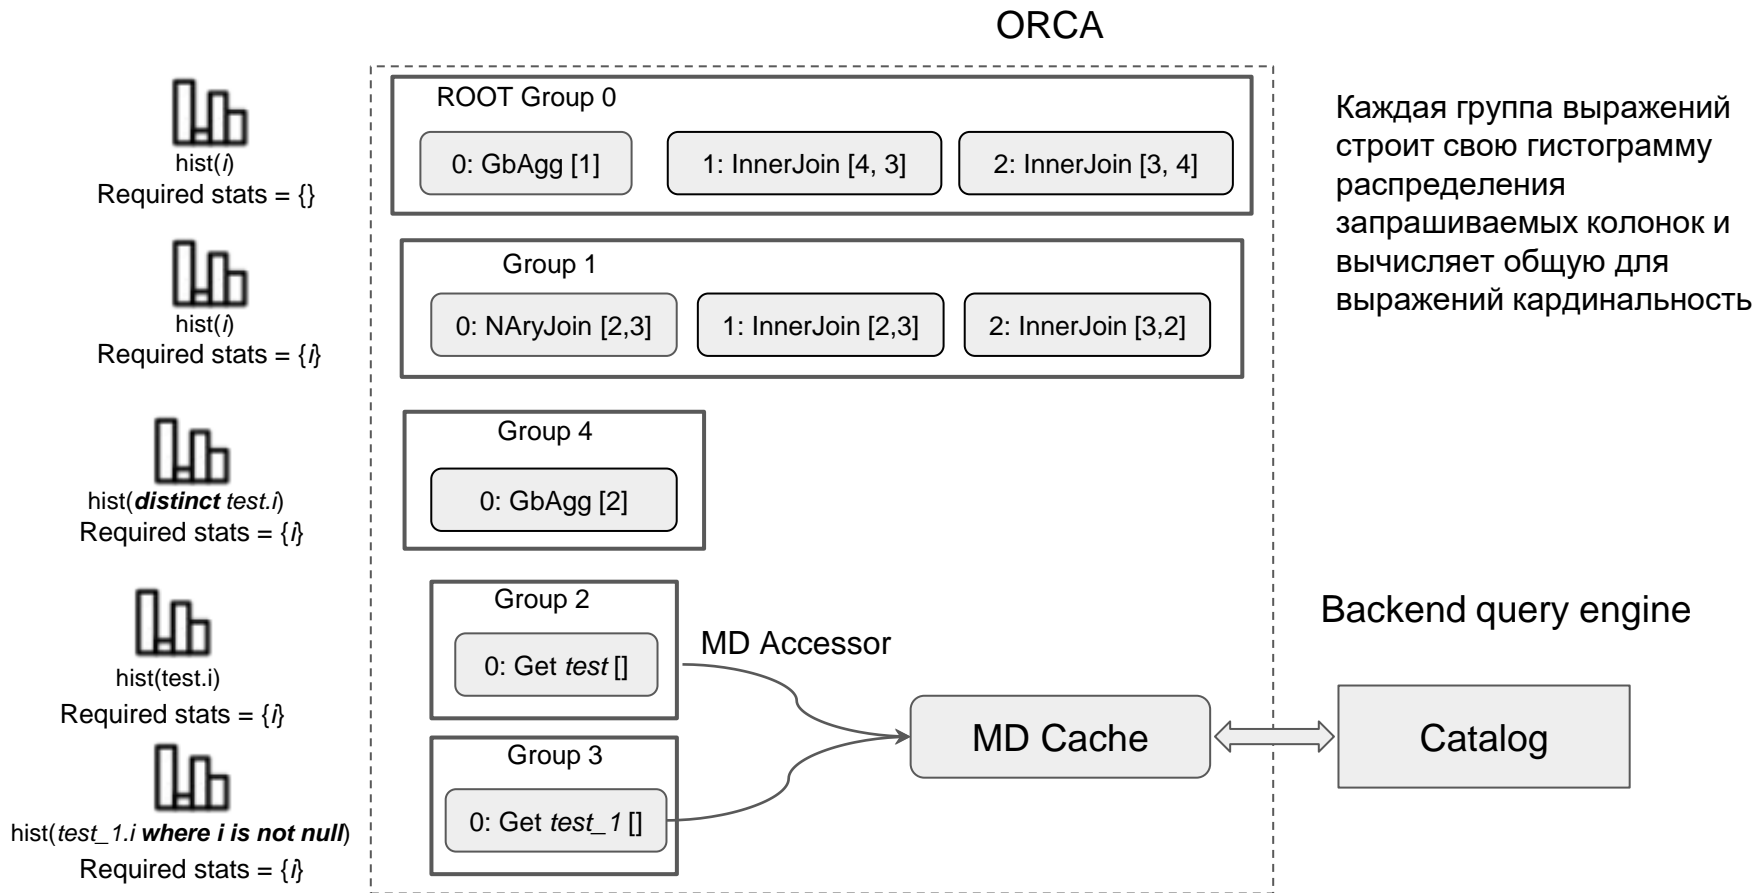 ORCA
hist(i)
Required stats = {}
ROOT Group 0
0: GbAgg [1]
1: InnerJoin [4, 3]
2: InnerJoin [3, 4]
Каждая группа выражений
строит свою гистограмму
распределения
запрашиваемых колонок и
вычисляет общую для
выражений кардинальность
hist(i)
Required stats = {i}
Group 1
0: NAryJoin [2,3]
1: InnerJoin [2,3]
2: InnerJoin [3,2]
hist(distinct test.i)
Required stats = {i}
Group 4
0: GbAgg [2]
hist(test.i)
Required stats = {i}
Group 2
0: Get test []
MD Accessor
Backend query engine
hist(test_1.i where i is not null)
Required stats = {i}
Group 3
0: Get test_1 []
MD Cache
Catalog